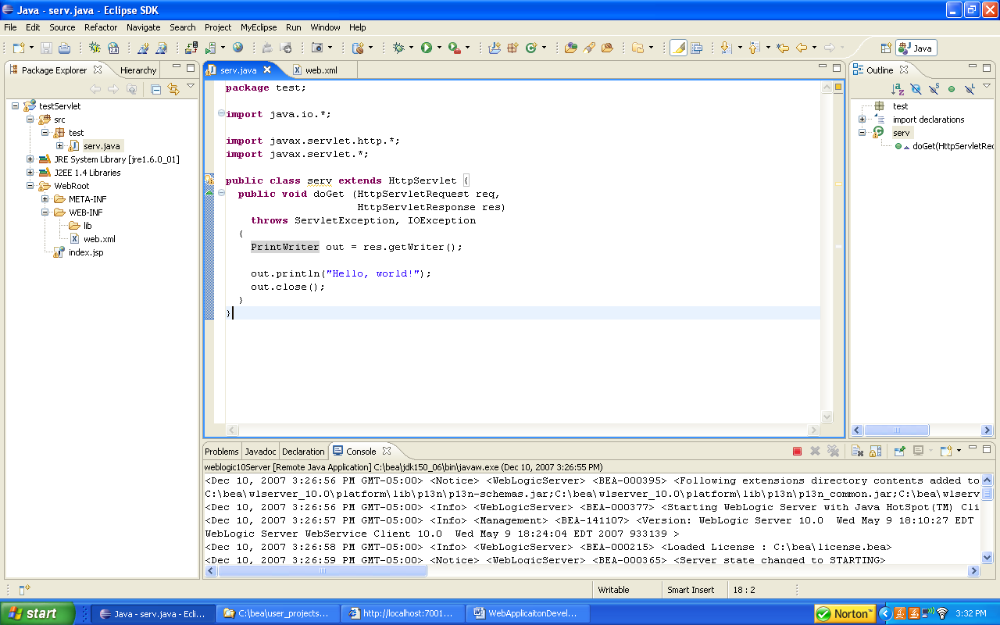 Java - serv.java - Eclipse SDK
File Edit Source Refactor Navigate Search Project MyEclipse Run Window Help
2.0
Java
Package Explorer Hierarchy
testServlet
src
test
serv.java
JRE System Library [jre1.6.0_01]
J2EE 1.4 Libraries
WebRoot
META-INF
WEB-INF
lib
web.xml
index.jsp
serv.java web.xml
package test;
import java.io.*;
import javax.servlet.http.*;
import javax.servlet.*;
public class serv extends HttpServlet {
public void doGet (HttpServletRequest req,
HttpServletResponse res)
throws ServletException, IOException
{
PrintWriter out = res.getWriter();
out.println("Hello, world!");
out.close();
}
}
Outline
test
import declarations
serv
doGet(HttpServletRec
Problems Javadoc Declaration Console
weblogic10Server [Remote Java Application] C:\bea\jdk150_06\bin\javaw.exe (Dec 10, 2007 3:26:55 PM)
<Dec 10, 2007 3:26:56 PM GMT-05:00> <Notice> <WebLogicServer> <BEA-000395> <Following extensions directory contents added to
C:\bea\wlserver_10.0\platform\lib\p13n\p13n-schemas.jar;C:\bea\wlserver_10.0\platform\lib\p13n\p13n_common.jar;C:\bea\wlserv
<Dec 10, 2007 3:26:56 PM GMT-05:00> <Info> <WebLogicServer> <BEA-000377> <Starting WebLogic Server with Java HotSpot(TM) Cli
<Dec 10, 2007 3:26:57 PM GMT-05:00> <Info> <Management> <BEA-141107> <Version: WebLogic Server 10.0 Wed May 9 18:10:27 EDT
WebLogic Server WebService Client 10.0 Wed May 9 18:24:04 EDT 2007 933139 >
<Dec 10, 2007 3:26:58 PM GMT-05:00> <Info> <WebLogicServer> <BEA-000215> <Loaded License : C:\bea\license.bea>
<Dec 10, 2007 3:26:59 PM GMT-05:00> <Notice> <WebLogicServer> <BEA-000365> <Server state changed to STARTING>
Writable Smart Insert 18 : 2
start Java - serv.java - Ecli... C:\bea\user_projects... http://localhost:7001... WebApplicaitonDevel... Norton™ 3:32 PM